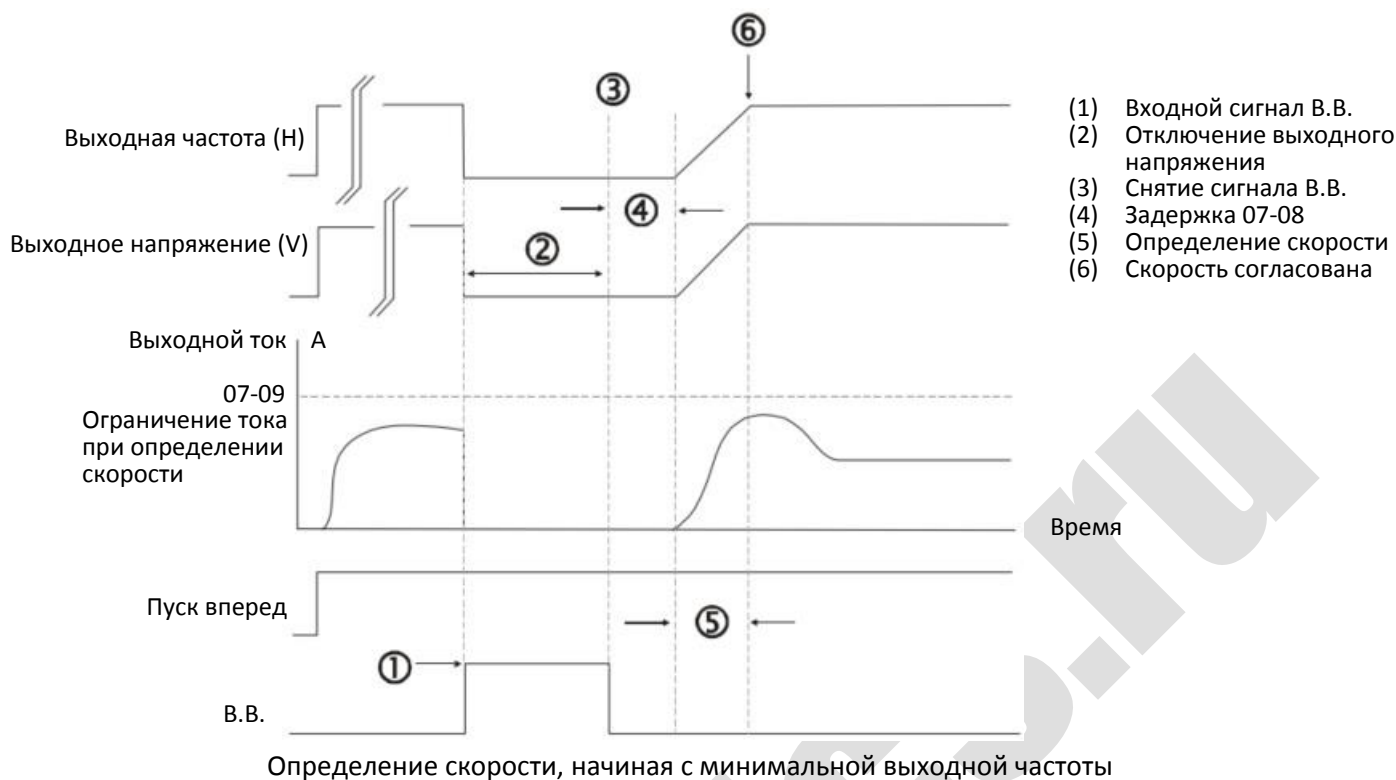 ⑥
③
Выходная частота (H)
④
Выходное напряжение (V)
②
(1) Входной сигнал B.B.
(2) Отключение выходного
напряжения
(3) Снятие сигнала B.B.
(4) Задержка 07-08
(5) Определение скорости
(6) Скорость согласована
Выходной ток A
07-09
Ограничение тока
при определении
скорости
Время
Пуск вперед
⑤
①
B.B.
Определение скорости, начиная с минимальной выходной частоты